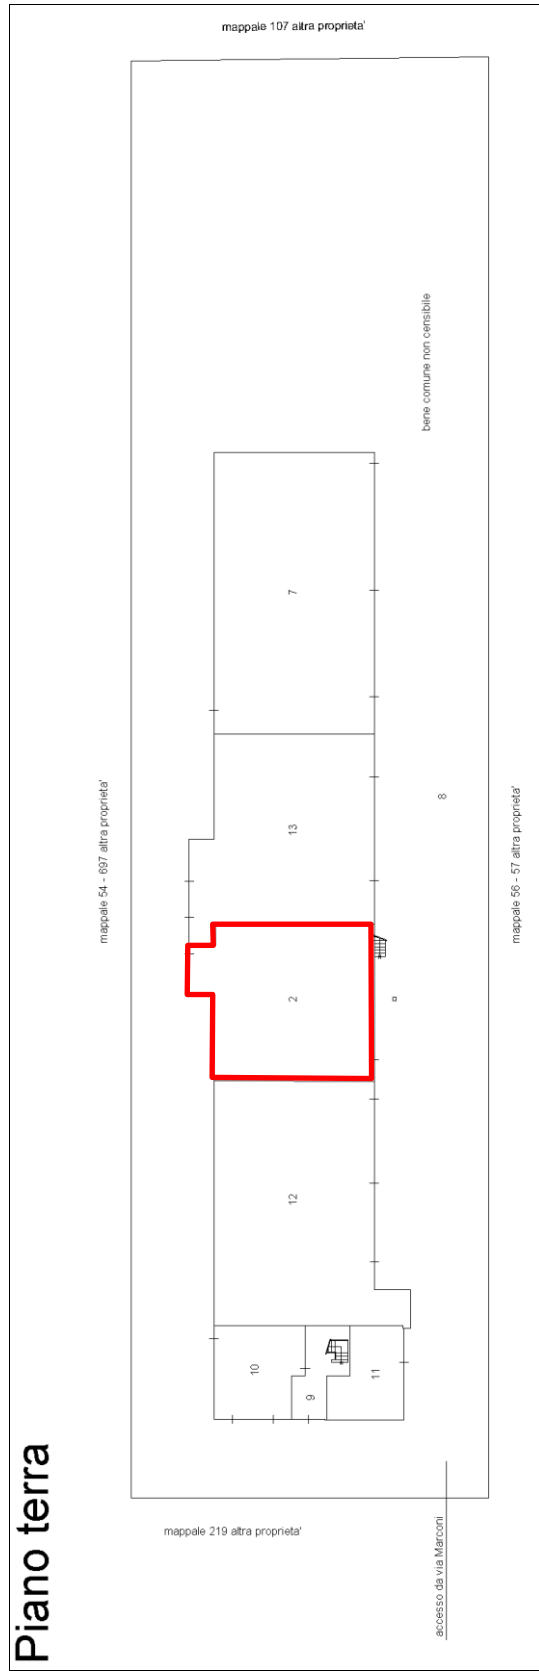 mappale 107 altra proprieta'
bene comune non censibile
7
mappale 54 - 697 altra proprieta'
13
8
mappale 56 - 57 altra proprieta'
2
12
10
9
11
mappale 219 altra proprieta'
accesso da via Marconi
Piano terra